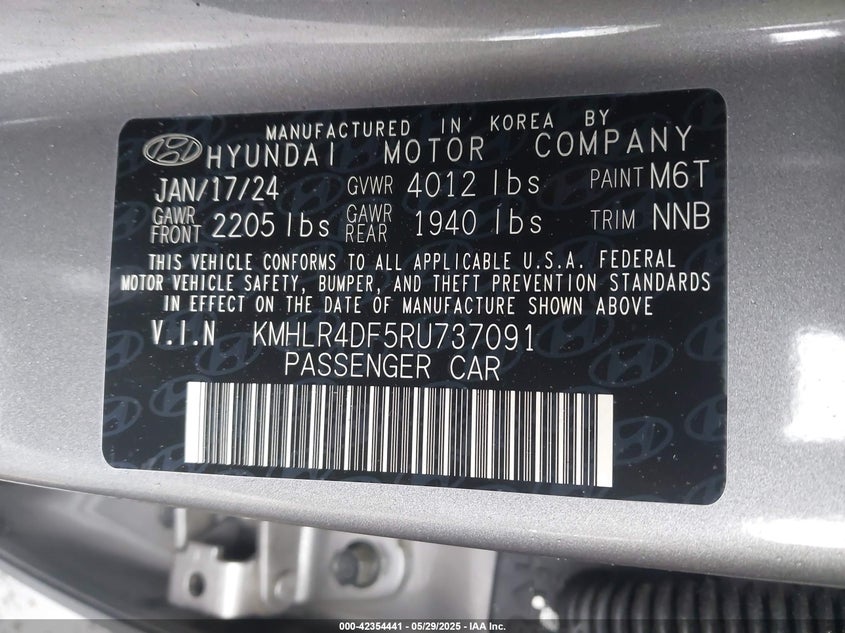 MANUFACTURED IN KOREA BY
HYUNDAI MOTOR COMPANY
JAN/17/24 GVWR 4012 lbs PAINT M6T
GAWR FRONT 2205 lbs GAWR REAR 1940 lbs TRIM NNB
THIS VEHICLE CONFORMS TO ALL APPLICABLE U.S.A. FEDERAL
MOTOR VEHICLE SAFETY, BUMPER, AND THEFT PREVENTION STANDARDS
IN EFFECT ON THE DATE OF MANUFACTURE SHOWN ABOVE
V.I.N KMHLR4DF5RU737091
PASSENGER CAR
000-42354441 - 05/29/2025 - IAA Inc.